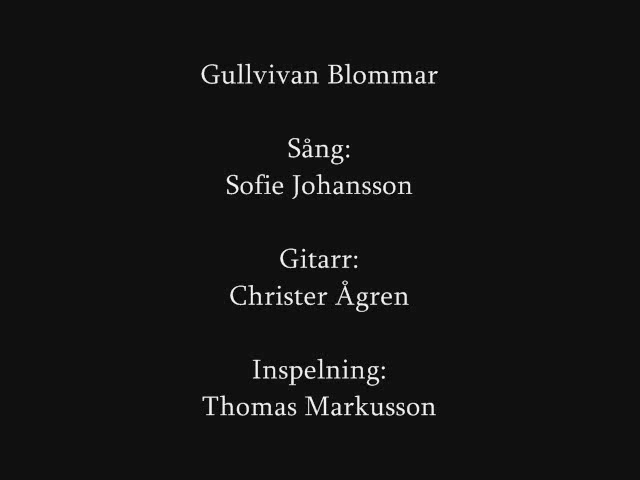 Gullvivan Blommar
Sång:
Sofie Johansson
Gitarr:
Christer Ågren
Inspelning:
Thomas Markusson